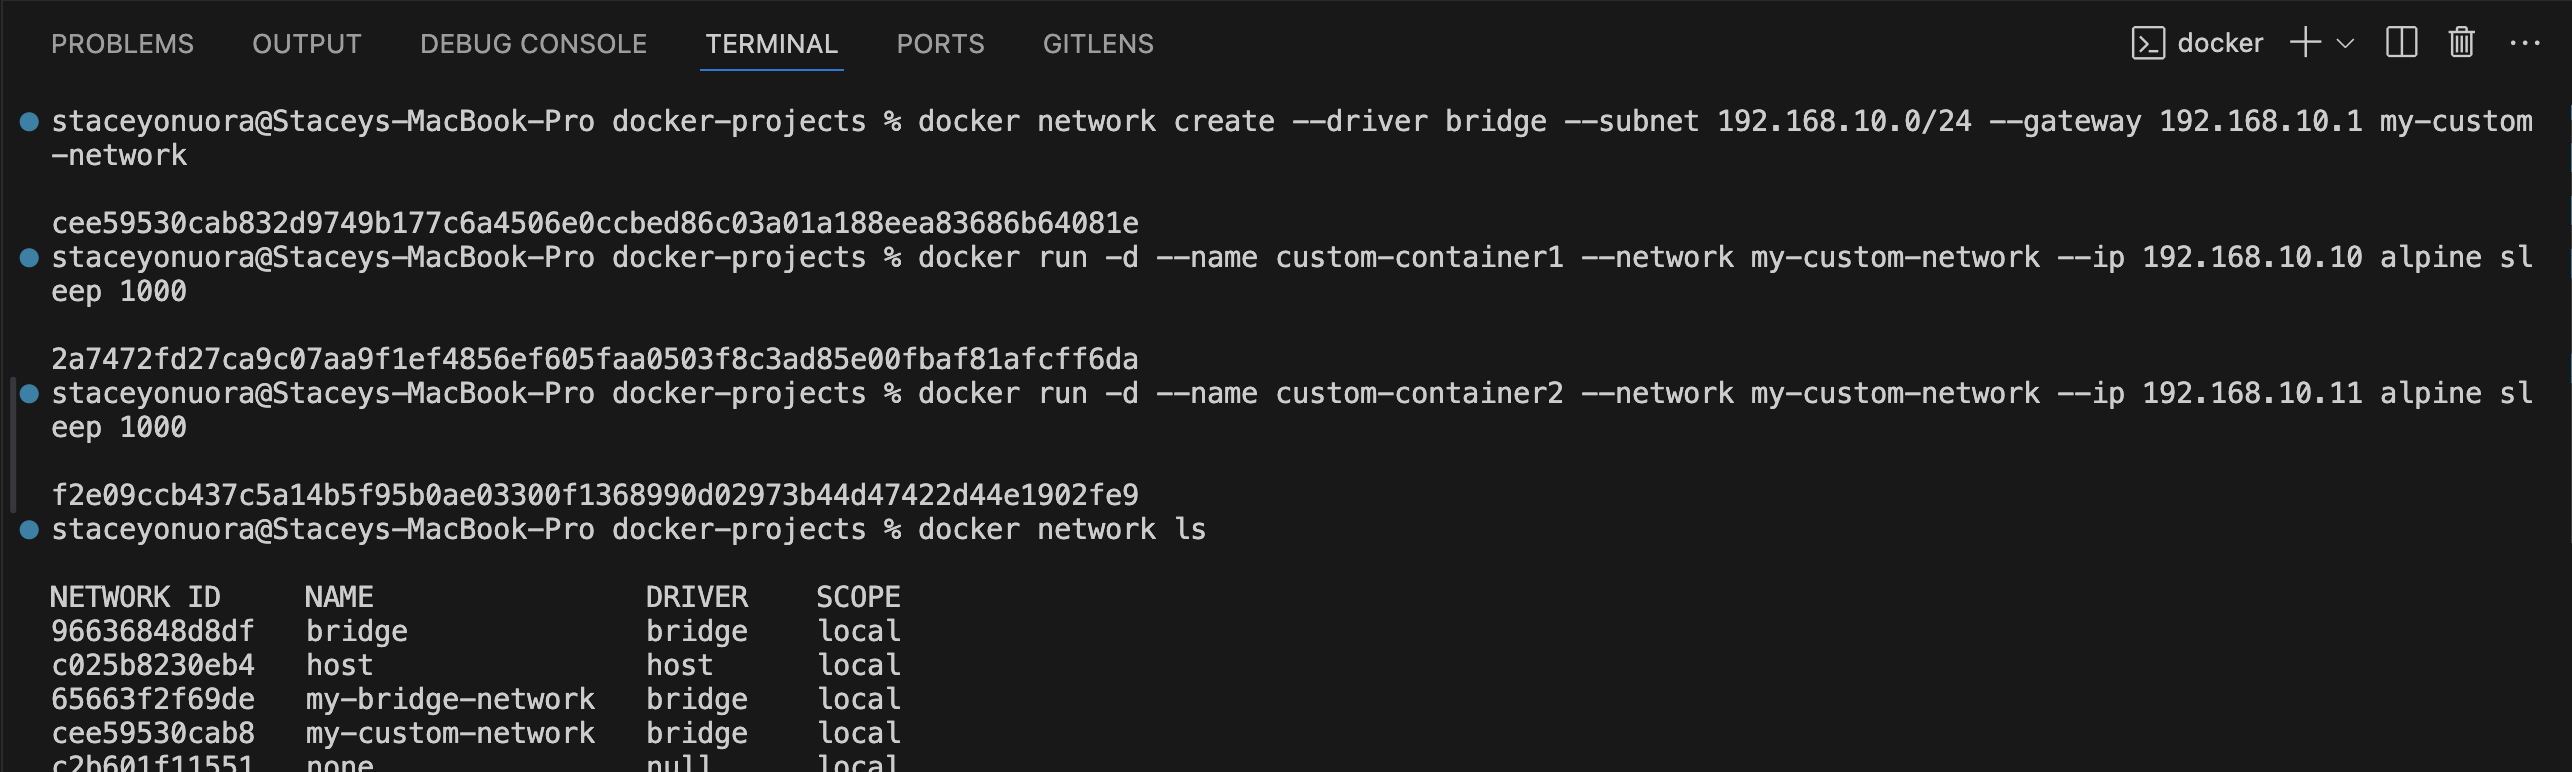 PROBLEMS OUTPUT DEBUG CONSOLE TERMINAL PORTS GITLENS docker
staceyonuora@Staceys-MacBook-Pro docker-projects % docker network create --driver bridge --subnet 192.168.10.0/24 --gateway 192.168.10.1 my-custom
-network
cee59530cab832d9749b177c6a4506e0ccbed86c03a01a188eea83686b64081e
staceyonuora@Staceys-MacBook-Pro docker-projects % docker run -d --name custom-container1 --network my-custom-network --ip 192.168.10.10 alpine sl
eep 1000
2a7472fd27ca9c07aa9f1ef4856ef605faa0503f8c3ad85e00fbaf81afcff6da
staceyonuora@Staceys-MacBook-Pro docker-projects % docker run -d --name custom-container2 --network my-custom-network --ip 192.168.10.11 alpine sl
eep 1000
f2e09ccb437c5a14b5f95b0ae03300f1368990d02973b44d47422d44e1902fe9
staceyonuora@Staceys-MacBook-Pro docker-projects % docker network ls
NETWORK ID NAME DRIVER SCOPE
96636848d8df bridge bridge local
c025b8230eb4 host host local
65663f2f69de my-bridge-network bridge local
cee59530cab8 my-custom-network bridge local
c2b601f11551 none null local